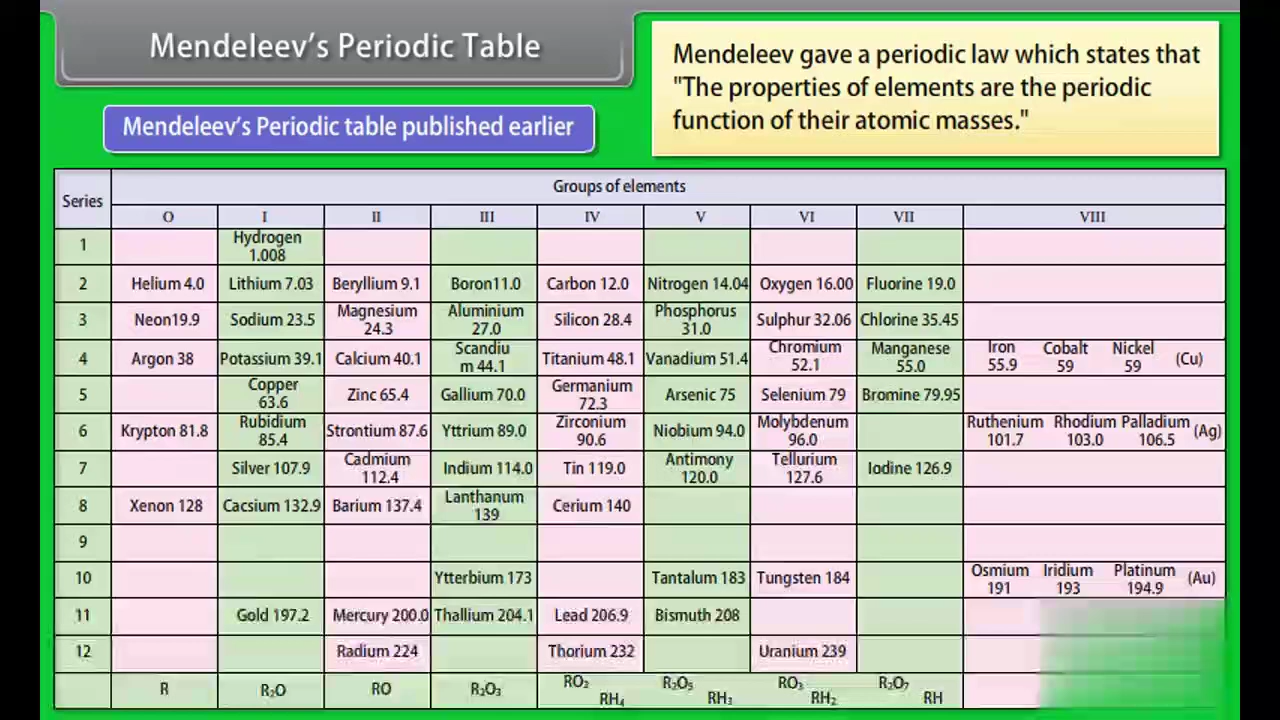 Mendeleev's Periodic Table
Mendeleev gave a periodic law which states that
"The properties of elements are the periodic
function of their atomic masses."
Mendeleev's Periodic table published earlier
Series
Groups of elements
O I II III IV V VI VII VIII
1 Hydrogen
1.008
2 Helium 4.0 Lithium 7.03 Beryllium 9.1 Boron11.0 Carbon 12.0 Nitrogen 14.04 Oxygen 16.00 Fluorine 19.0
3 Neon19.9 Sodium 23.5 Magnesium
24.3 Aluminium
27.0 Silicon 28.4 Phosphorus
31.0 Sulphur 32.06 Chlorine 35.45
4 Argon 38 Potassium 39.1 Calcium 40.1 Scandiu
m 44.1 Titanium 48.1 Vanadium 51.4 Chromium
52.1 Manganese
55.0 Iron
55.9 Cobalt
59 Nickel
59 (Cu)
5 Copper
63.6 Zinc 65.4 Gallium 70.0 Germanium
72.3 Arsenic 75 Selenium 79 Bromine 79.95
6 Krypton 81.8 Rubidium
85.4 Strontium 87.6 Yttrium 89.0 Zirconium
90.6 Niobium 94.0 Molybdenum
96.0 Ruthenium
101.7 Rhodium
103.0 Palladium
106.5 (Ag)
7 Silver 107.9 Cadmium
112.4 Indium 114.0 Tin 119.0 Antimony
120.0 Tellurium
127.6 Iodine 126.9
8 Xenon 128 Cacsium 132.9 Barium 137.4 Lanthanum
139 Cerium 140
9
10 Ytterbium 173 Tantalum 183 Tungsten 184 Osmium
191 Iridium
193 Platinum
194.9 (Au)
11 Gold 197.2 Mercury 200.0 Thallium 204.1 Lead 206.9 Bismuth 208
12 Radium 224 Thorium 232 Uranium 239
R R₂O RO R₂O₃ RO₂
RH₄ R₂O₅
RH₃ RO₃
RH₂ R₂O₇
RH